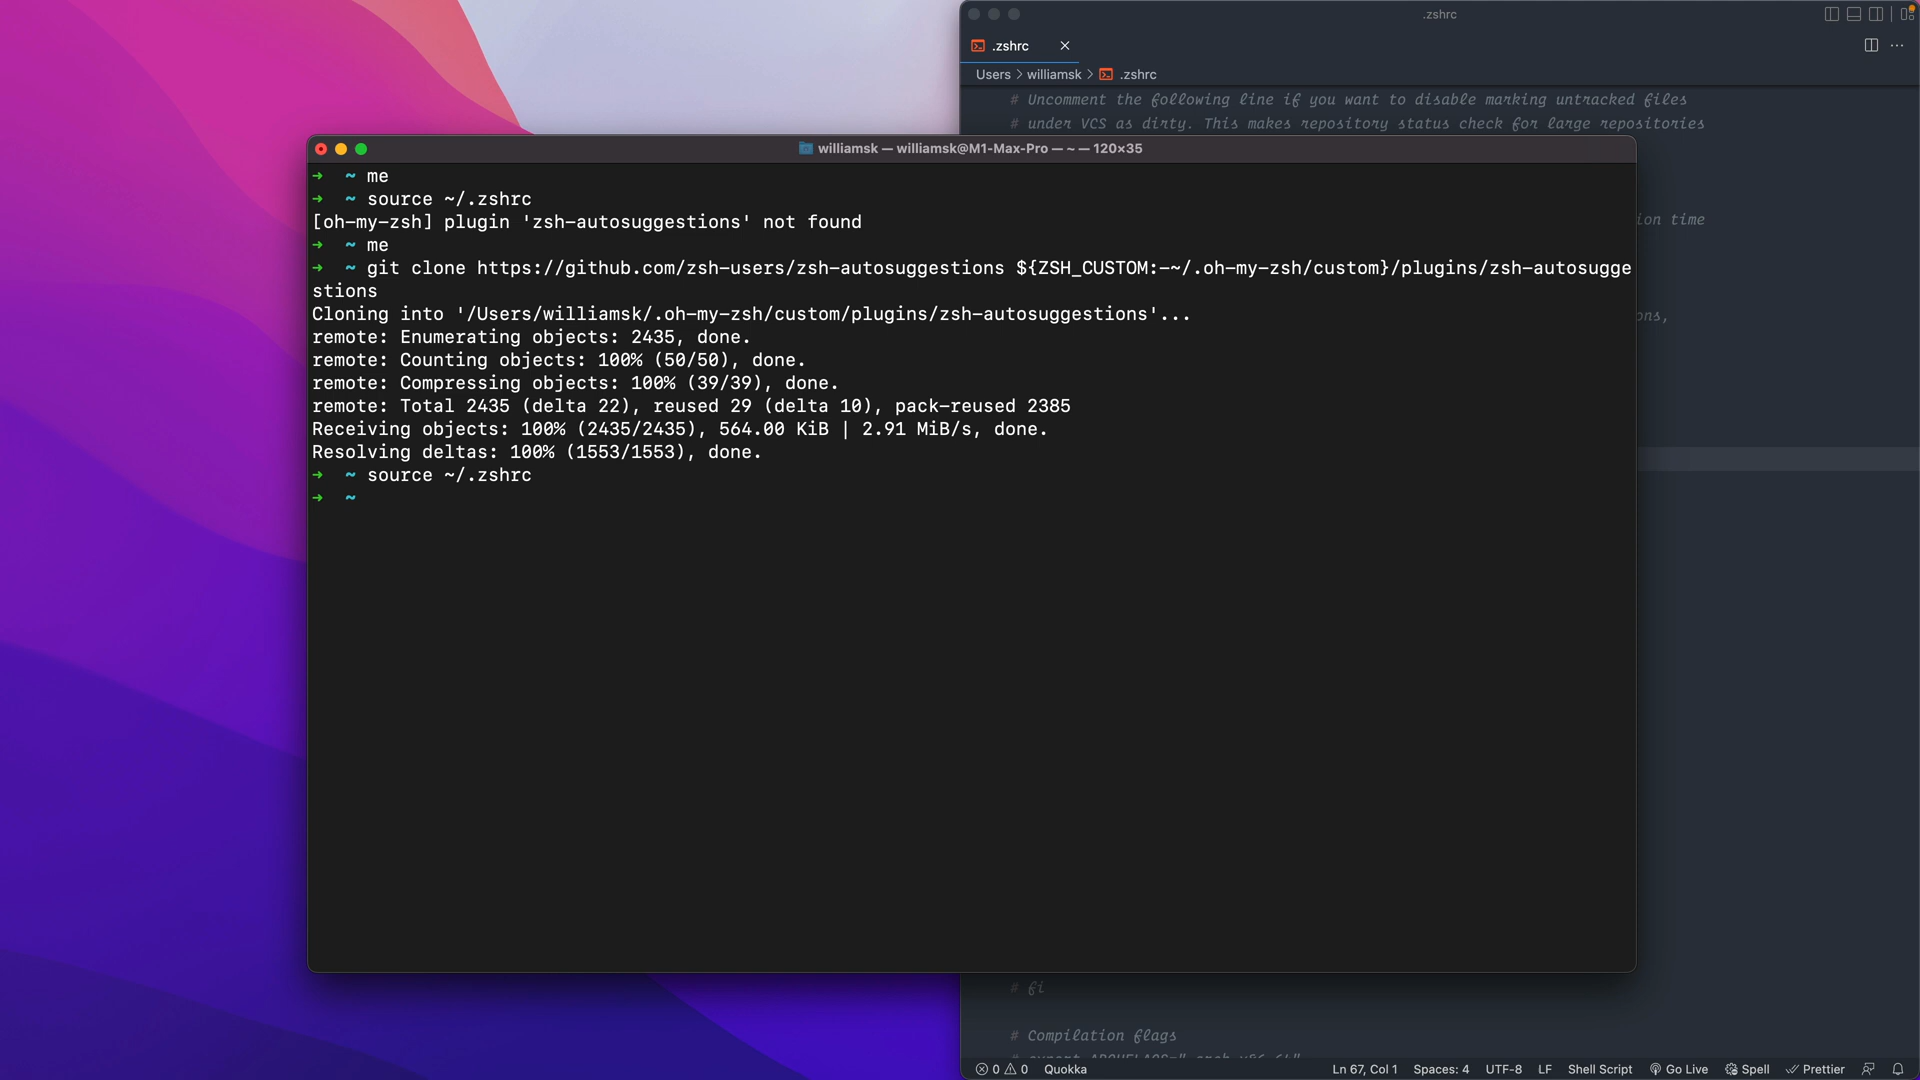 .zshrc
.zshrc
Users > williamsk > .zshrc
# Uncomment the following line if you want to disable marking untracked files
# under VCS as dirty. This makes repository status check for large repositories
williamsk — williamsk@M1-Max-Pro — ~ — 120×35
➜ ~ me
➜ ~ source ~/.zshrc
[oh-my-zsh] plugin 'zsh-autosuggestions' not found
➜ ~ me
➜ ~ git clone https://github.com/zsh-users/zsh-autosuggestions ${ZSH_CUSTOM:-~/.oh-my-zsh/custom}/plugins/zsh-autosugge
stions
Cloning into '/Users/williamsk/.oh-my-zsh/custom/plugins/zsh-autosuggestions'...
remote: Enumerating objects: 2435, done.
remote: Counting objects: 100% (50/50), done.
remote: Compressing objects: 100% (39/39), done.
remote: Total 2435 (delta 22), reused 29 (delta 10), pack-reused 2385
Receiving objects: 100% (2435/2435), 564.00 KiB | 2.91 MiB/s, done.
Resolving deltas: 100% (1553/1553), done.
➜ ~ source ~/.zshrc
➜ ~
time
# fi
# Compilation flags
0 0 Quokka Ln 67, Col 1 Spaces: 4 UTF-8 LF Shell Script Go Live Spell Prettier